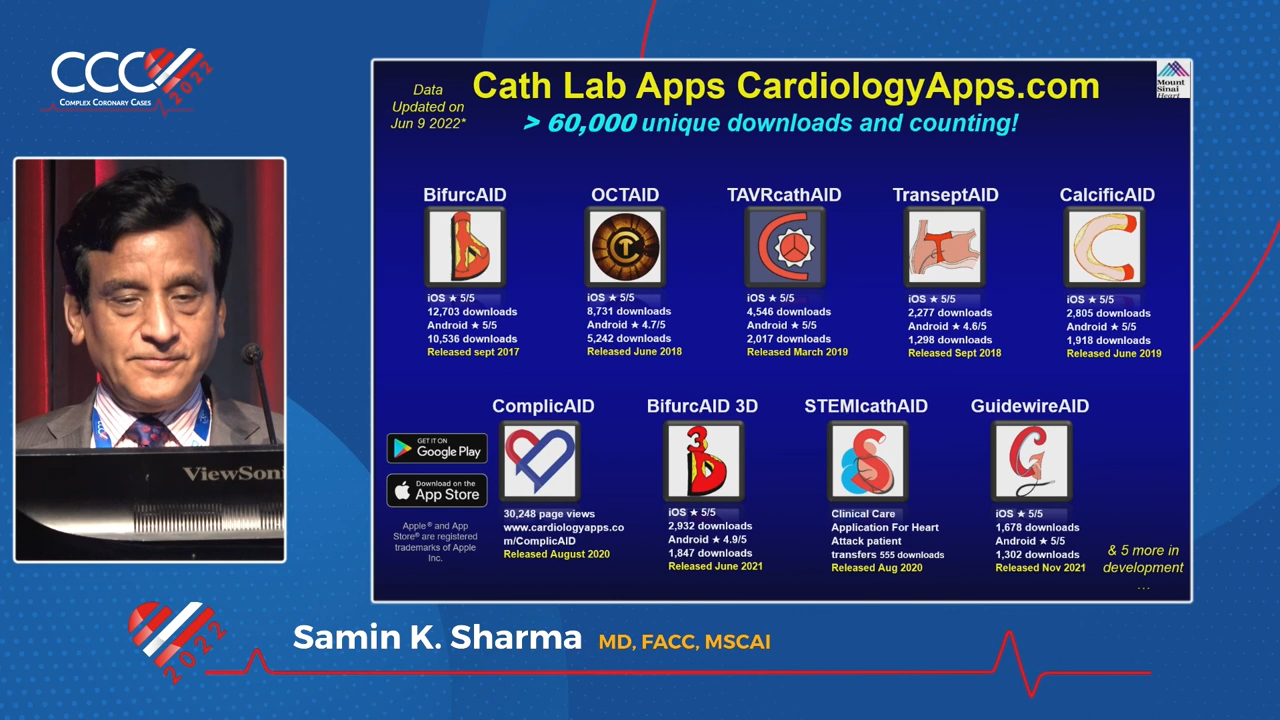 CCC 2022
COMPLEX CORONARY CASES
Data
Updated on
Jun 9 2022*
Cath Lab Apps CardiologyApps.com
> 60,000 unique downloads and counting!
Mount
Sinai
Heart
BifurcAID
iOS ★ 5/5
12,703 downloads
Android ★ 5/5
10,536 downloads
Released sept 2017
OCTAID
iOS ★ 5/5
8,731 downloads
Android ★ 4.7/5
5,242 downloads
Released June 2018
TAVRcathAID
iOS ★ 5/5
4,546 downloads
Android ★ 5/5
2,017 downloads
Released March 2019
TranseptAID
iOS ★ 5/5
2,277 downloads
Android ★ 4.6/5
1,298 downloads
Released Sept 2018
CalcificAID
iOS ★ 5/5
2,805 downloads
Android ★ 5/5
1,918 downloads
Released June 2019
GET IT ON
Google Play
Download on the
App Store
Apple® and App
Store® are registered
trademarks of Apple
Inc.
ComplicAID
30,248 page views
www.cardiologyapps.co
m/ComplicAID
Released August 2020
BifurcAID 3D
3
iOS ★ 5/5
2,932 downloads
Android ★ 4.9/5
1,847 downloads
Released June 2021
STEMIcathAID
Clinical Care
Application For Heart
Attack patient
transfers 555 downloads
Released Aug 2020
GuidewireAID
iOS ★ 5/5
1,678 downloads
Android ★ 5/5
1,302 downloads
Released Nov 2021
& 5 more in
development
...
ViewSoni
2022
Samin K. Sharma MD, FACC, MSCAI